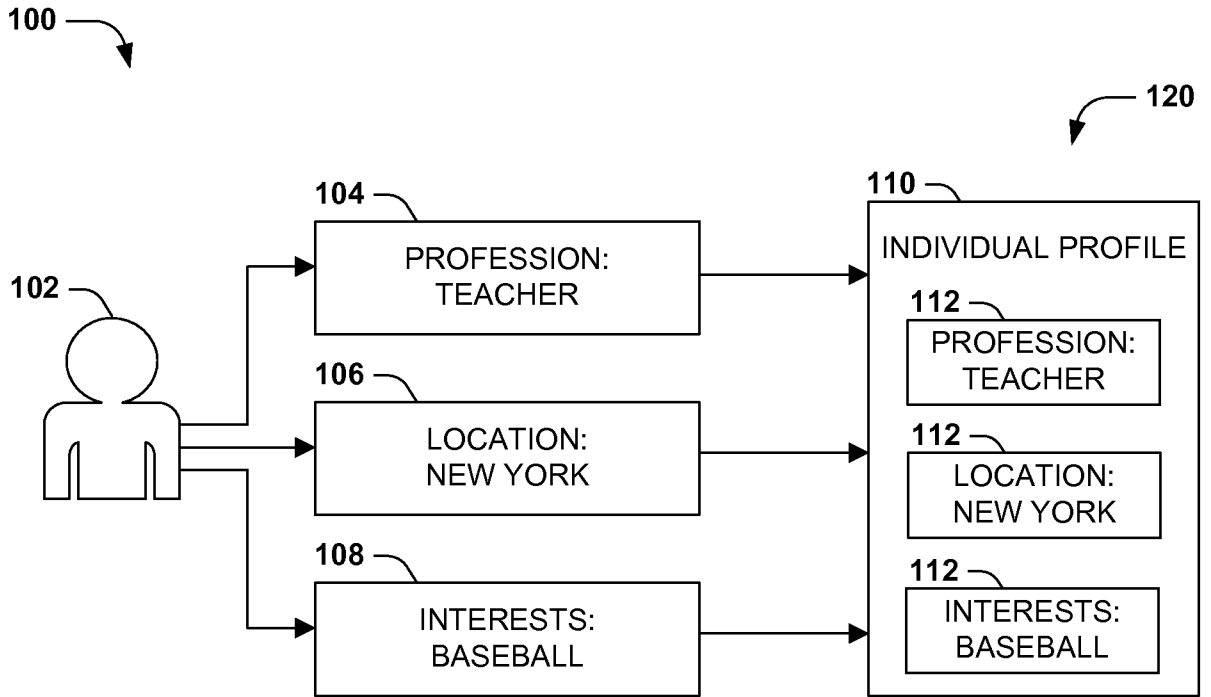 100
120
104
110
PROFESSION:
TEACHER
INDIVIDUAL PROFILE
102
112
PROFESSION:
TEACHER
106
LOCATION:
NEW YORK
112
LOCATION:
NEW YORK
108
INTERESTS:
BASEBALL
112
INTERESTS:
BASEBALL